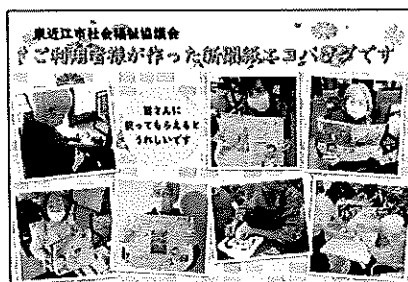 東近江市社会福祉協議会
ご利用者様が作った新聞紙エコバッグです
皆さんに
使ってもらえると
うれしいです